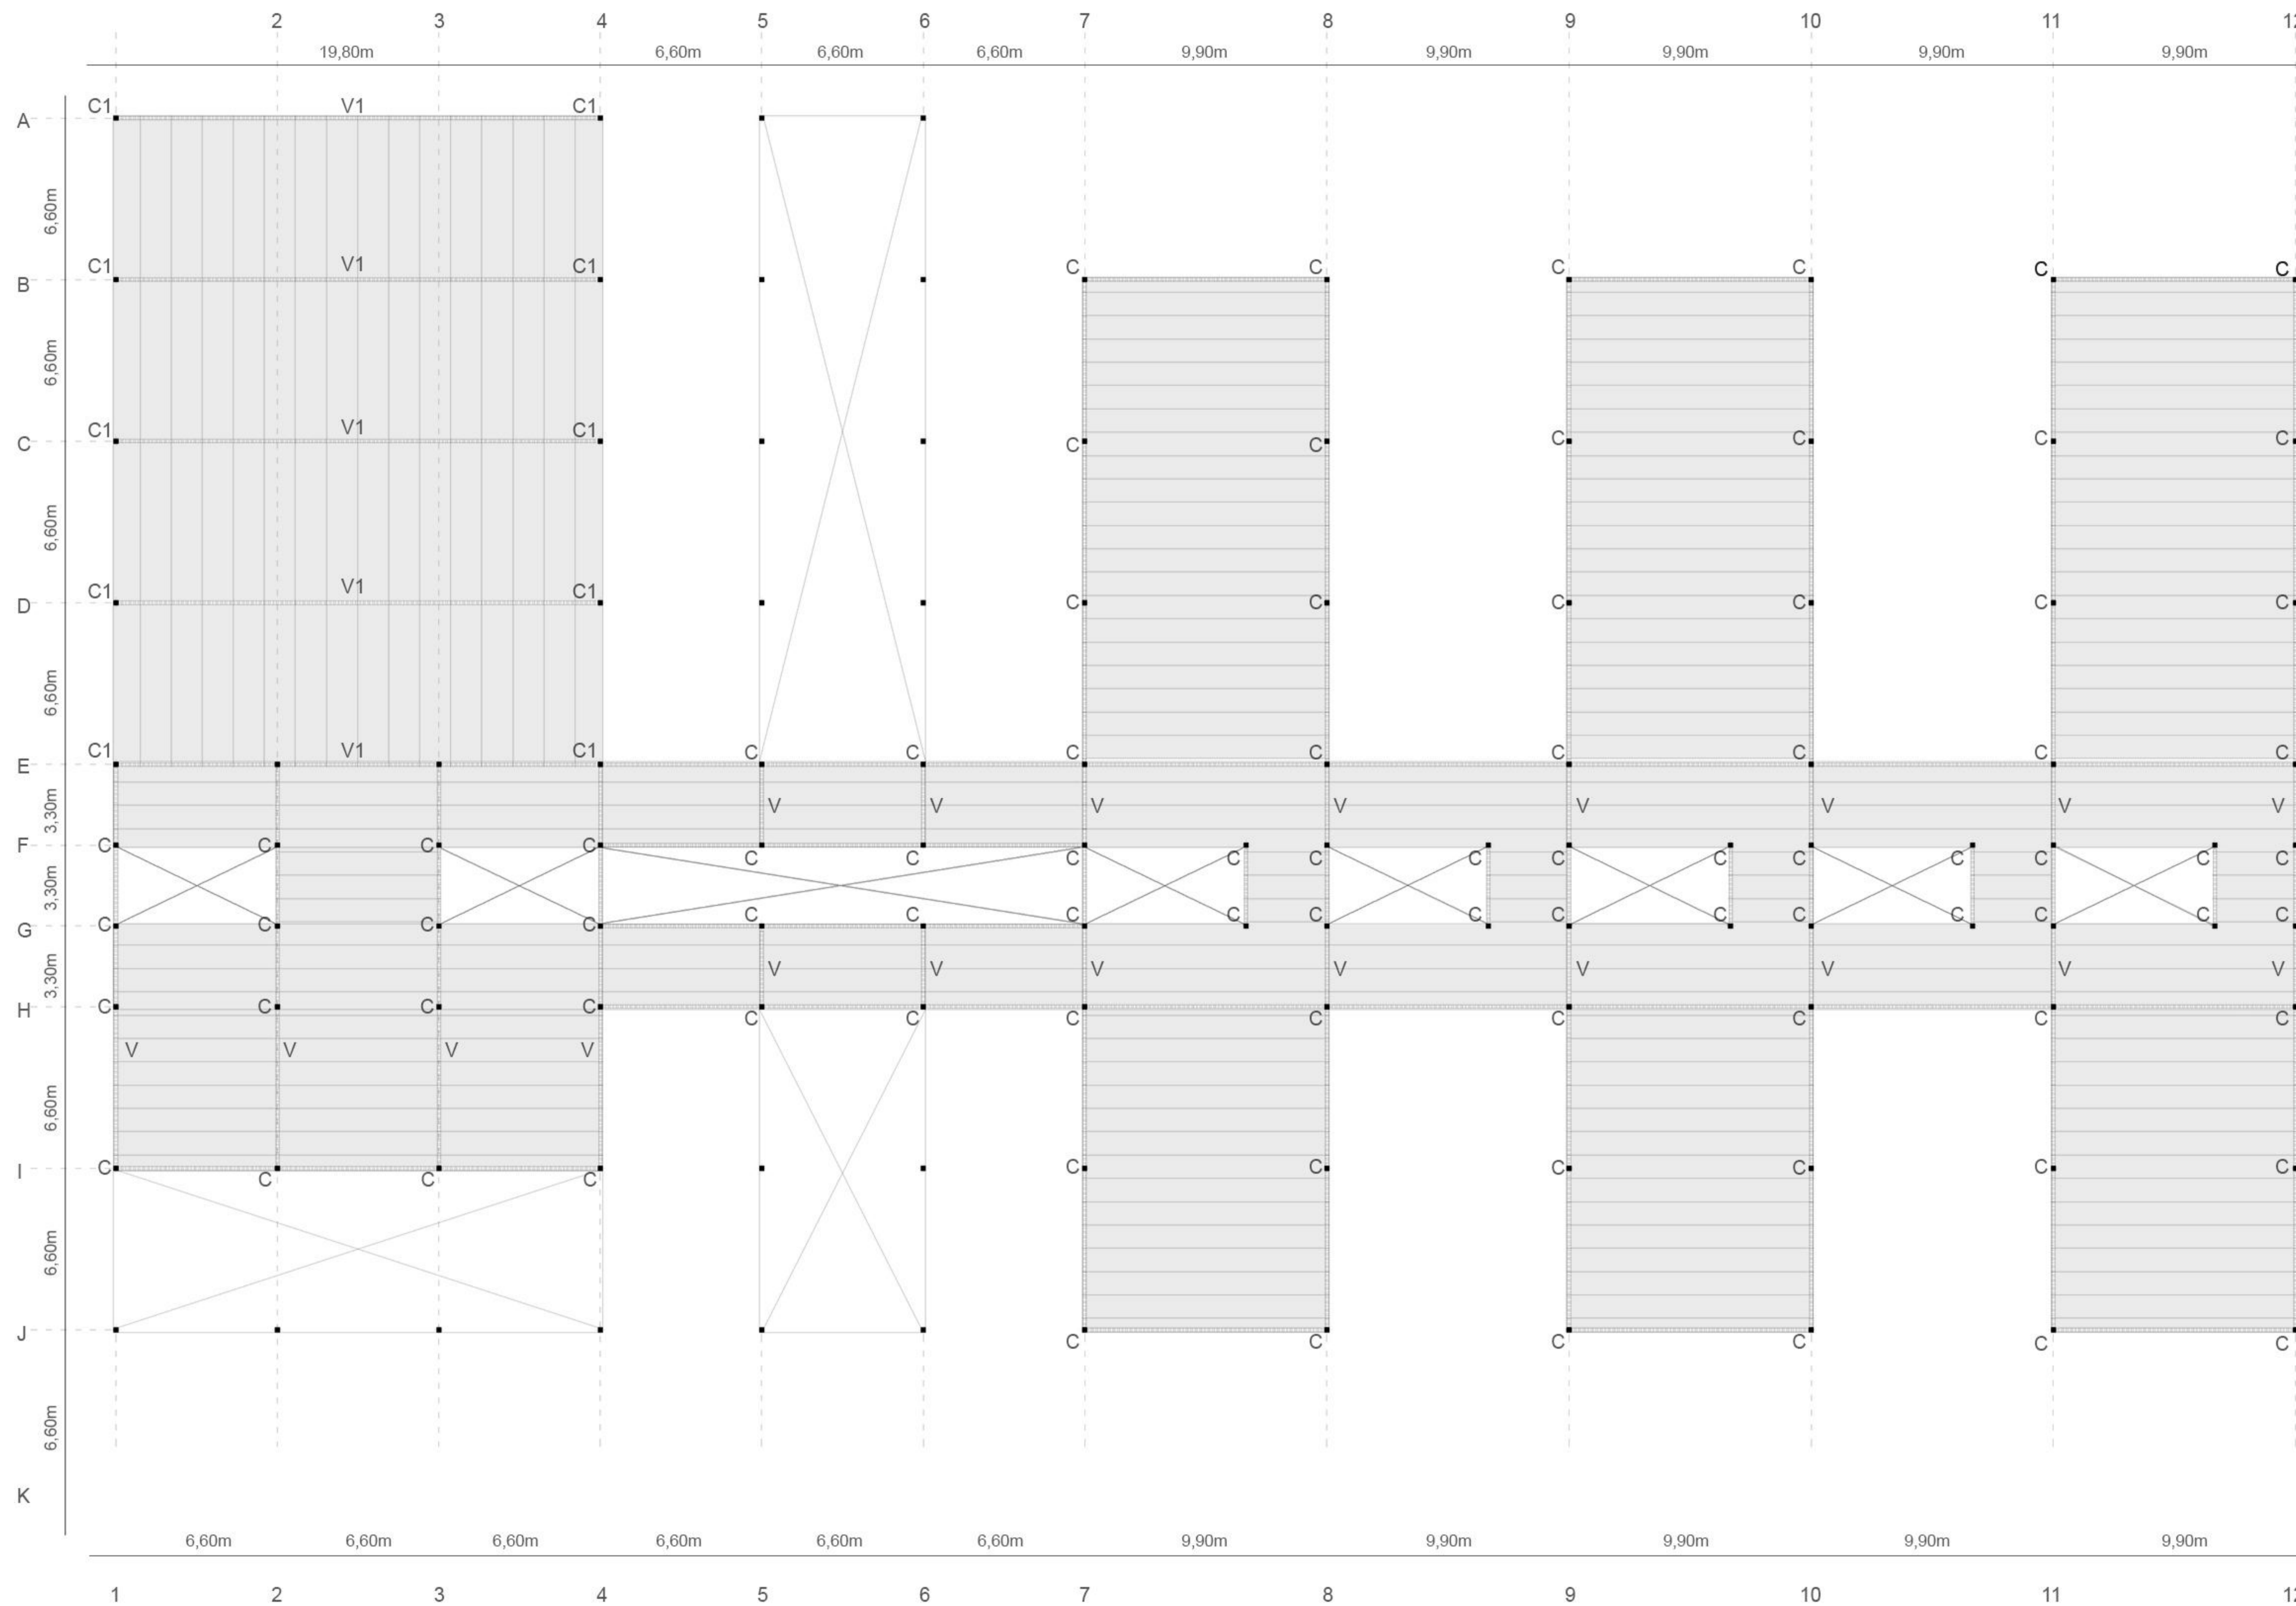 2 3 4 5 6 7 8 9 10 11
19,80m 6,60m 6,60m 6,60m 9,90m 9,90m 9,90m 9,90m 9,90m
C1 V1 C1
A
6,60m
C1 V1 C1 C C C C C C
B
6,60m
C1 V1 C1 C C C C C C
C
6,60m
C1 V1 C1 C C C C C C
D
6,60m
C1 V1 C1 C C C C C C C C
E
3,30m V V V V V V V V
F C C C C
C C C C C C C C C C C C C
3,30m
C C C C C C C C C C C C C
G C C C C
3,30m V V V V V V V V
H C C C C
C C C C C C C C
V V V V
6,60m
I C C C C C C C
C C C
6,60m
J
C C C C C C
6,60m
K
6,60m 6,60m 6,60m 6,60m 6,60m 6,60m 9,90m 9,90m 9,90m 9,90m 9,90m
1 2 3 4 5 6 7 8 9 10 11